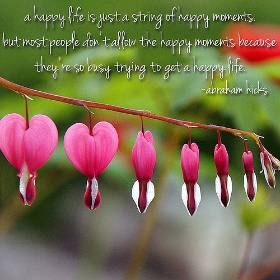 a happy life is just a string of happy moments.
but most people don't allow the happy moments because
they're so busy trying to get a happy life.
~abraham hicks